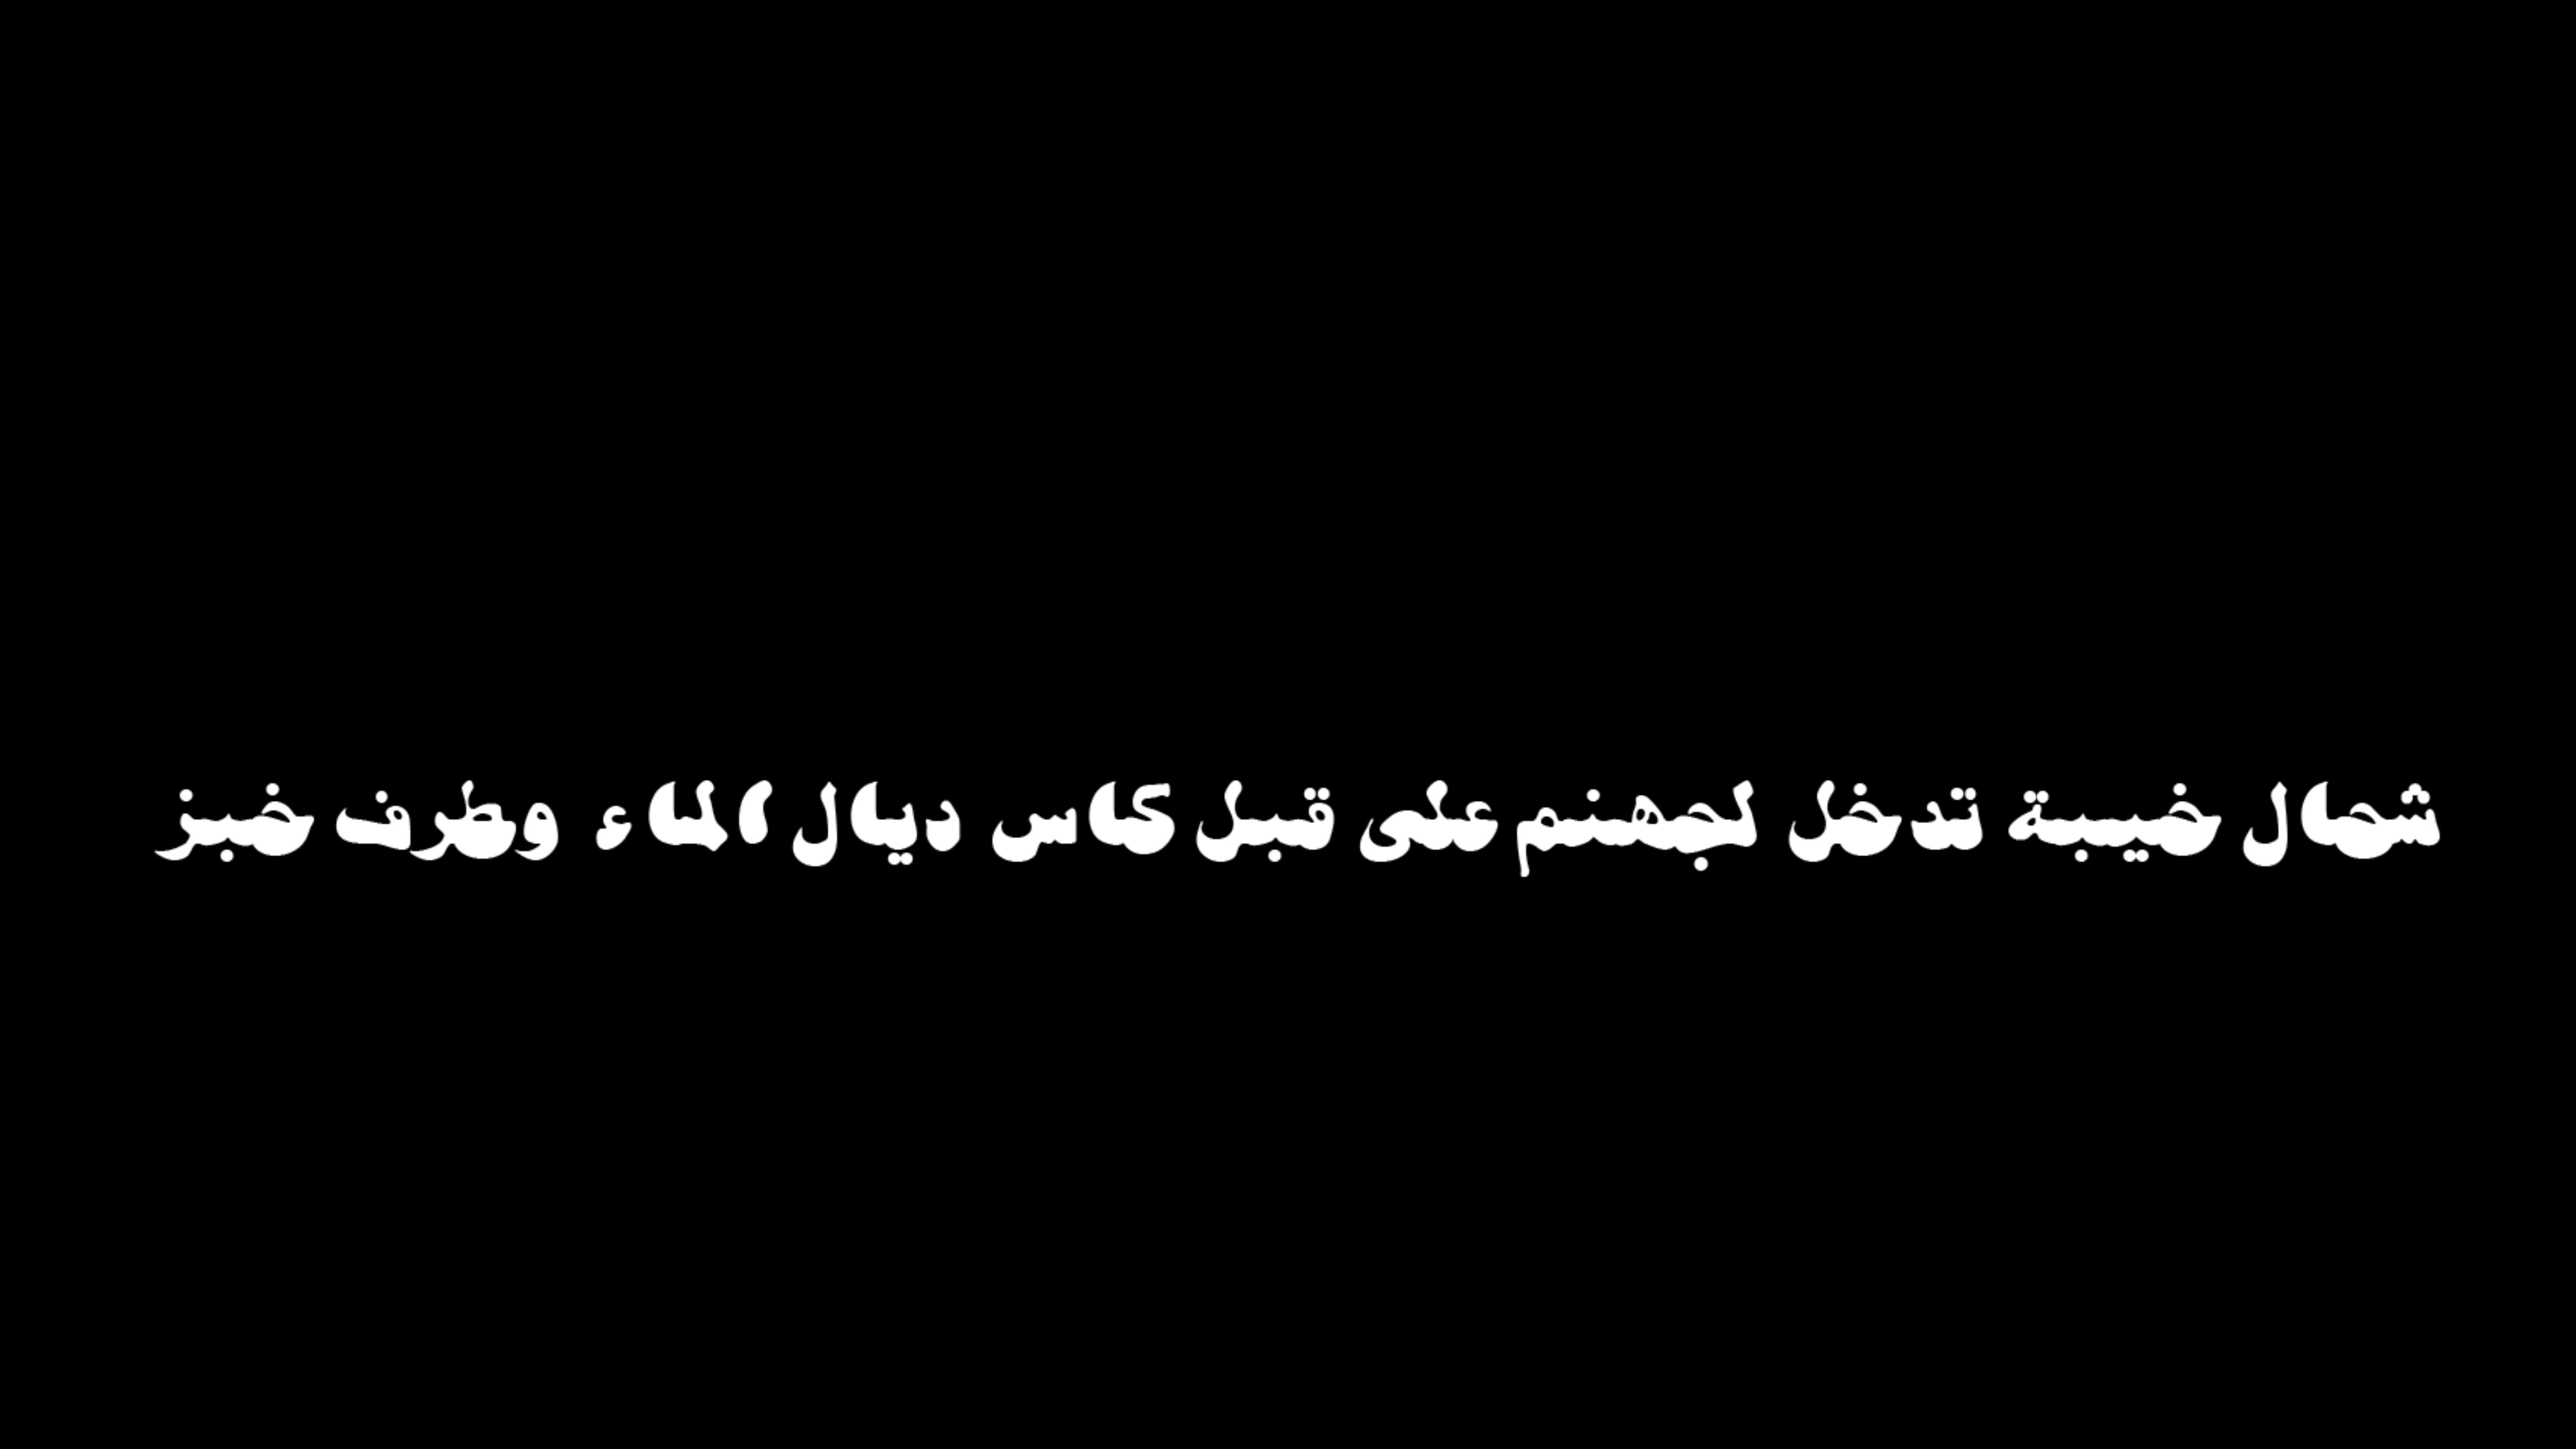 شحال خيبة تدخل لجهنم على قبل كاس ديال الماء وطرف خبز